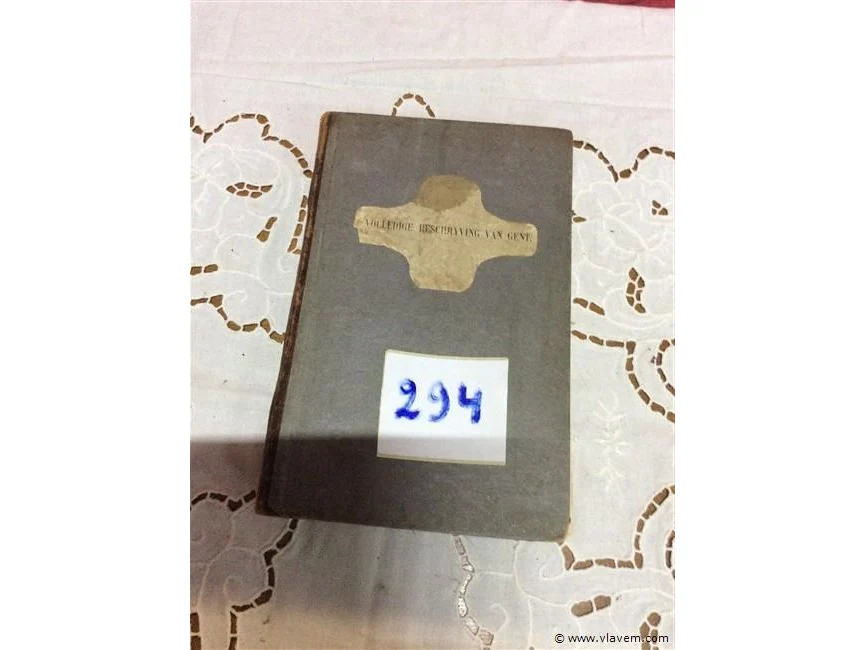 VOLLEDIGE BESCHRYVING VAN GENT.
294
© www.vlavem.com